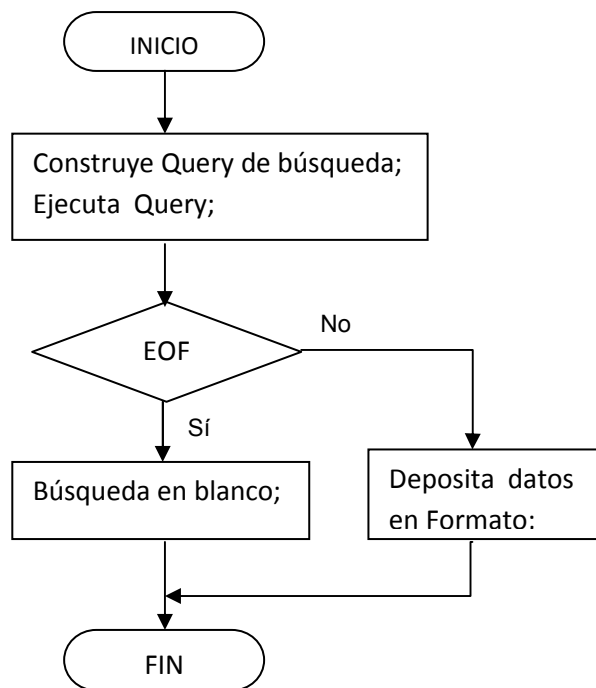 INICIO
Construye Query de búsqueda;
Ejecuta Query;
EOF
No
Sí
Búsqueda en blanco;
Deposita datos
en Formato:
FIN